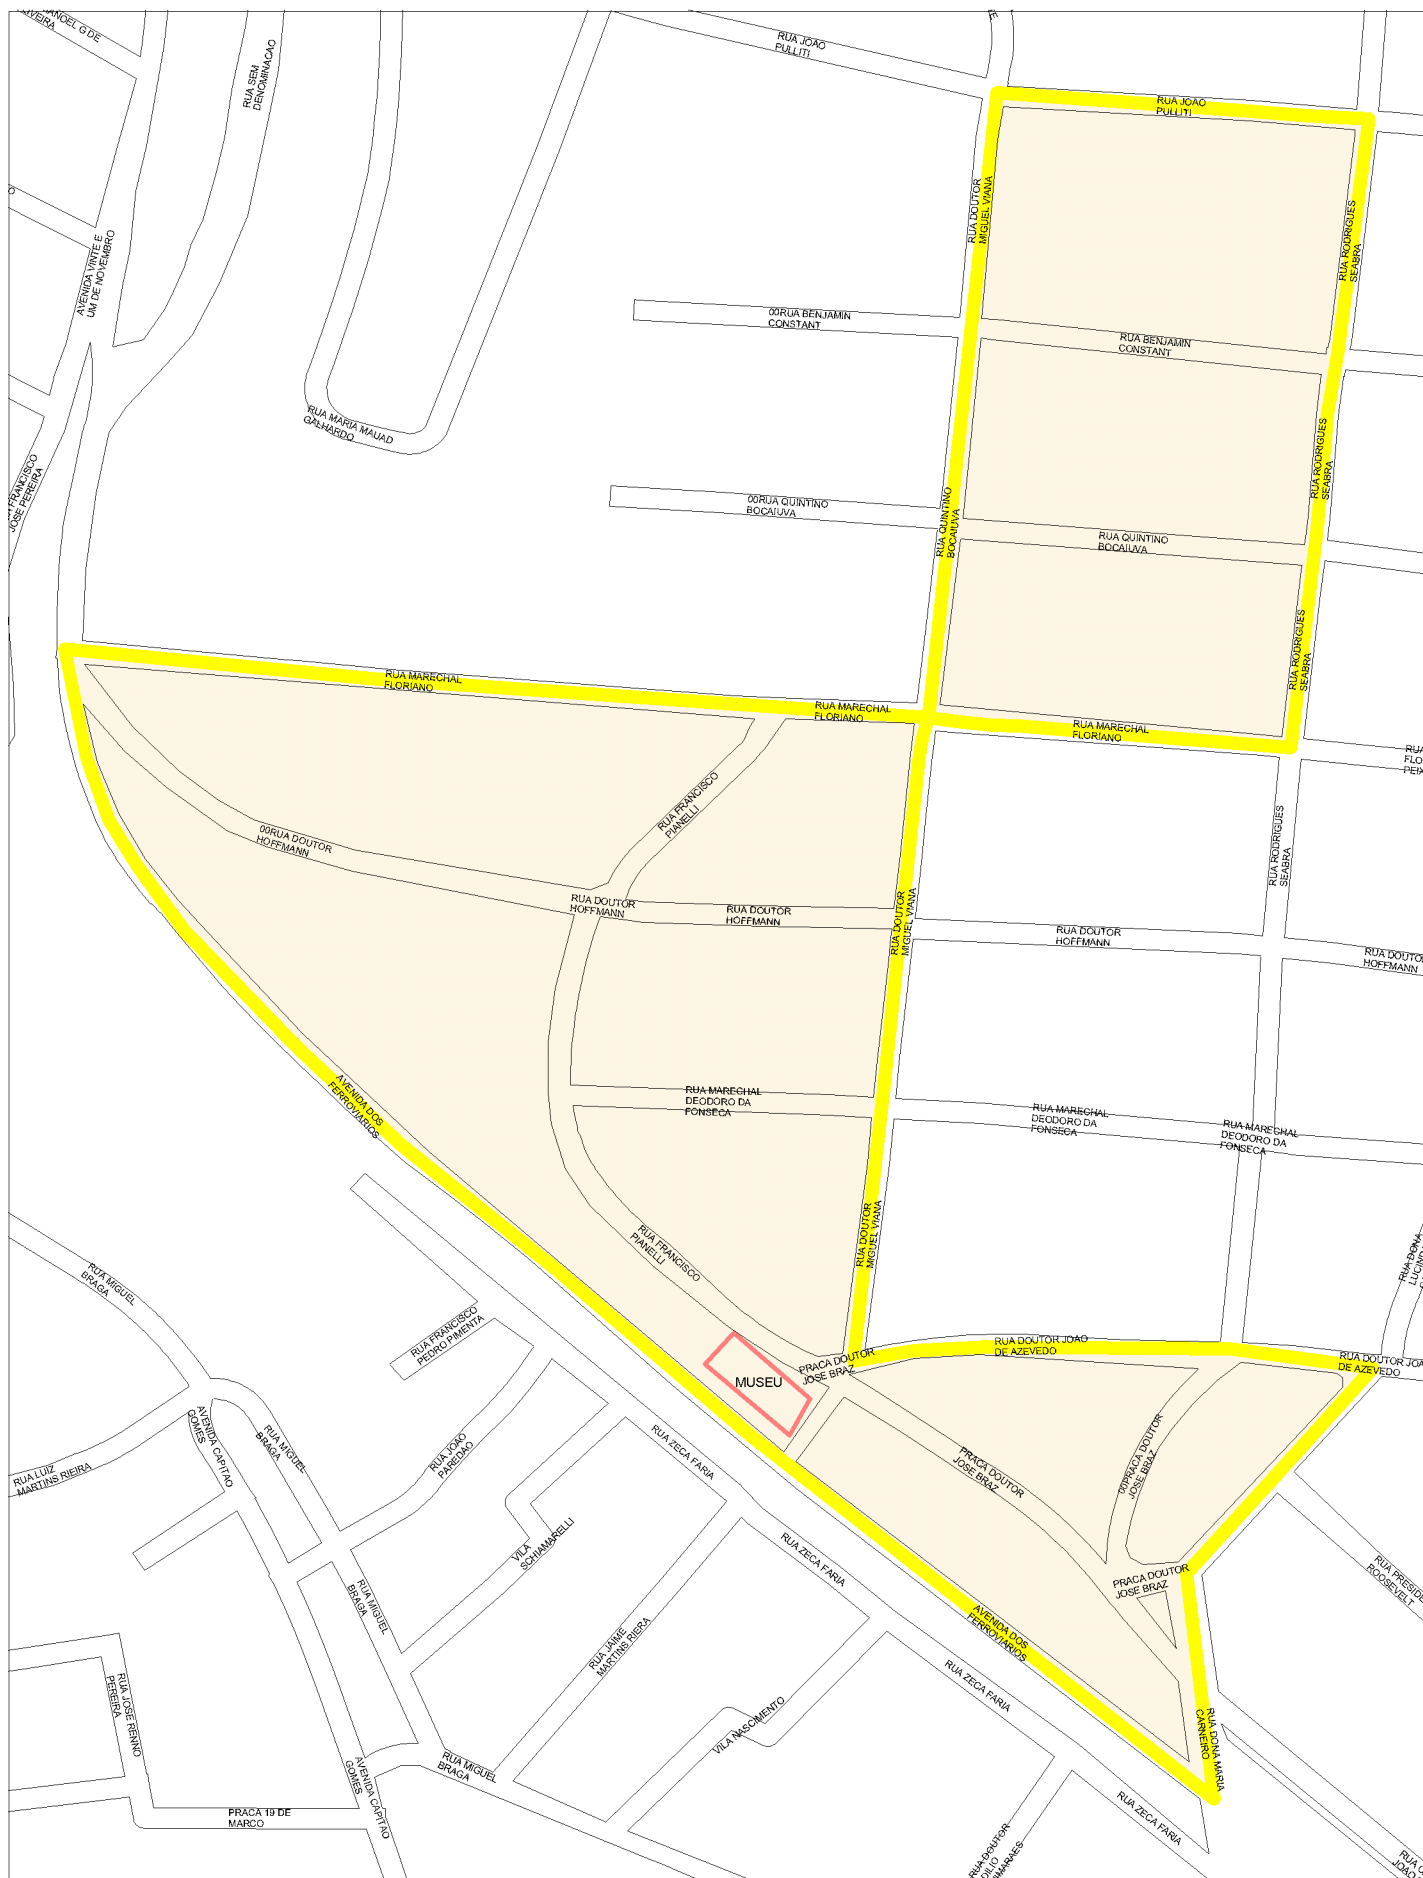 RUA JOAO
PULLITI
RUA JOAO
PULLITI
RUA SEM
DENOMINACAO
RUA DOUTOR
MIGUEL VIANA
RUA RODRIGUES
SEABRA
AVENIDA VINTE E
UM DE NOVEMBRO
00RUA BENJAMIN
CONSTANT
RUA BENJAMIN
CONSTANT
RUA MARIA MAUAD
GALHARDO
FRANCISCO
JOSE PEREIRA
RUA RODRIGUES
SEABRA
00RUA QUINTINO
BOCAIUVA
RUA QUINTINO
BOCAIUVA
RUA QUINTINO
BOCAIUVA
RUA RODRIGUES
SEABRA
RUA MARECHAL
FLORIANO
RUA MARECHAL
FLORIANO
RUA MARECHAL
FLORIANO
RUA FRANCISCO
PIANELLI
00RUA DOUTOR
HOFFMANN
RUA RODRIGUES
SEABRA
RUA DOUTOR
HOFFMANN
RUA DOUTOR
HOFFMANN
RUA DOUTOR
MIGUEL VIANA
RUA DOUTOR
HOFFMANN
RUA DOUTO
HOFFMANN
AVENIDA DOS
FERROVIARIOS
RUA MARECHAL
DEODORO DA
FONSECA
RUA MARECHAL
DEODORO DA
FONSECA
RUA MARECHAL
DEODORO DA
FONSECA
RUA DOUTOR
MIGUEL VIANA
RUA FRANCISCO
PIANELLI
RUA DONA
LUCIN
RUA MIGUEL
BRAGA
RUA FRANCISCO
PEDRO PIMENTA
RUA DOUTOR JOAO
DE AZEVEDO
RUA DOUTOR JOA
DE AZEVEDO
PRACA DOUTOR
JOSE BRAZ
MUSEU
AVENIDA CAPITAO
GOMES
RUA MIGUEL
BRAGA
RUA JOAO
PAREDAO
RUA ZECA FARIA
PRACA DOUTOR
JOSE BRAZ
00PRACA DOUTOR
JOSE BRAZ
RUA LUIZ
MARTINS RIEIRA
VILA
SCHIAMARELLI
RUA ZECA FARIA
PRACA DOUTOR
JOSE BRAZ
RUA PRESIDE
ROOSEVELT
RUA MIGUEL
BRAGA
RUA JAIME
MARTINS RIERA
AVENIDA DOS
FERROVIARIOS
RUA ZECA FARIA
RUA JOSE RENNO
PEREIRA
VILA NASCIMENTO
RUA DONA MARIA
CARNEIRO
AVENIDA CAPITAO
GOMES
RUA MIGUEL
BRAGA
RUA ZECA FARIA
PRACA 19 DE
MARCO
RUA DOUTOR